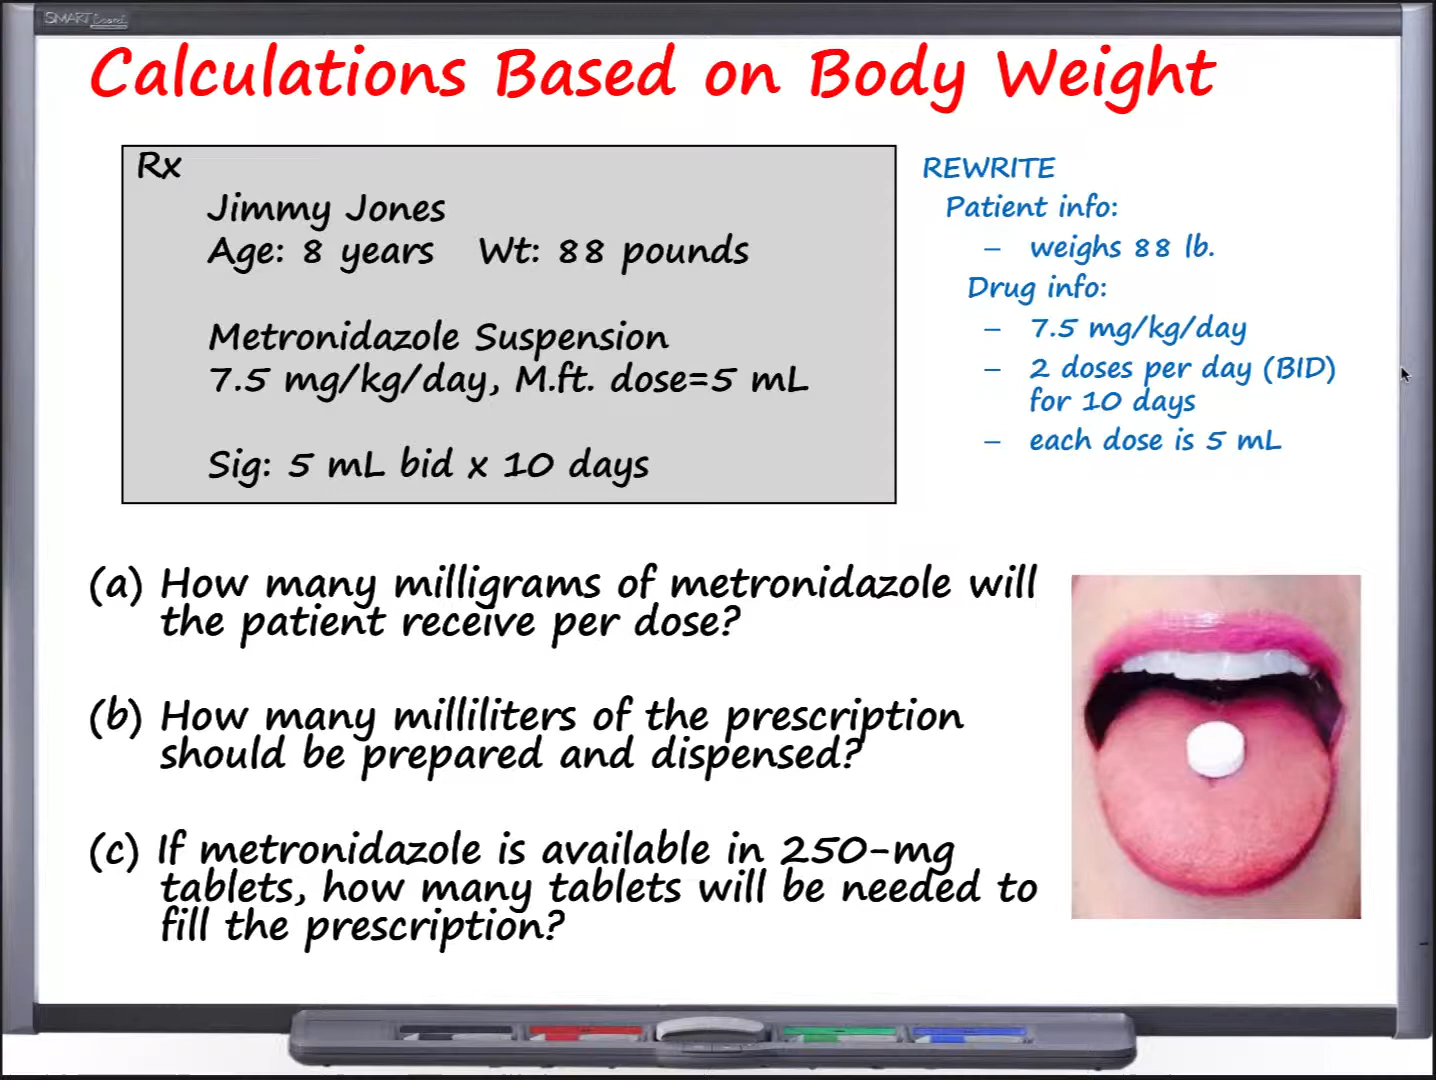 SMART Board
Calculations Based on Body Weight
Rx
Jimmy Jones
Age: 8 years Wt: 88 pounds
Metronidazole Suspension
7.5 mg/kg/day, M.ft. dose=5 mL
Sig: 5 mL bid x 10 days
REWRITE
Patient info:
– weighs 88 lb.
Drug info:
– 7.5 mg/kg/day
– 2 doses per day (BID)
for 10 days
– each dose is 5 mL
(a) How many milligrams of metronidazole will
the patient receive per dose?
(b) How many milliliters of the prescription
should be prepared and dispensed?
(c) If metronidazole is available in 250-mg
tablets, how many tablets will be needed to
fill the prescription?